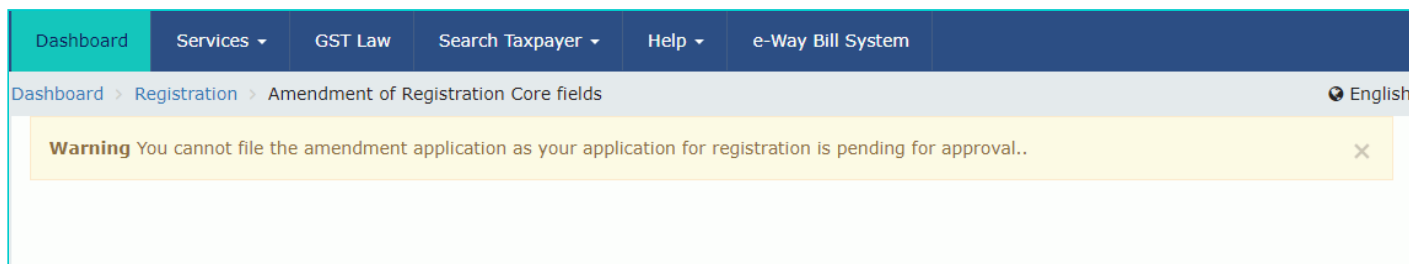 Dashboard Services GST Law Search Taxpayer Help e-Way Bill System
Dashboard > Registration > Amendment of Registration Core fields English
Warning You cannot file the amendment application as your application for registration is pending for approval.. ×